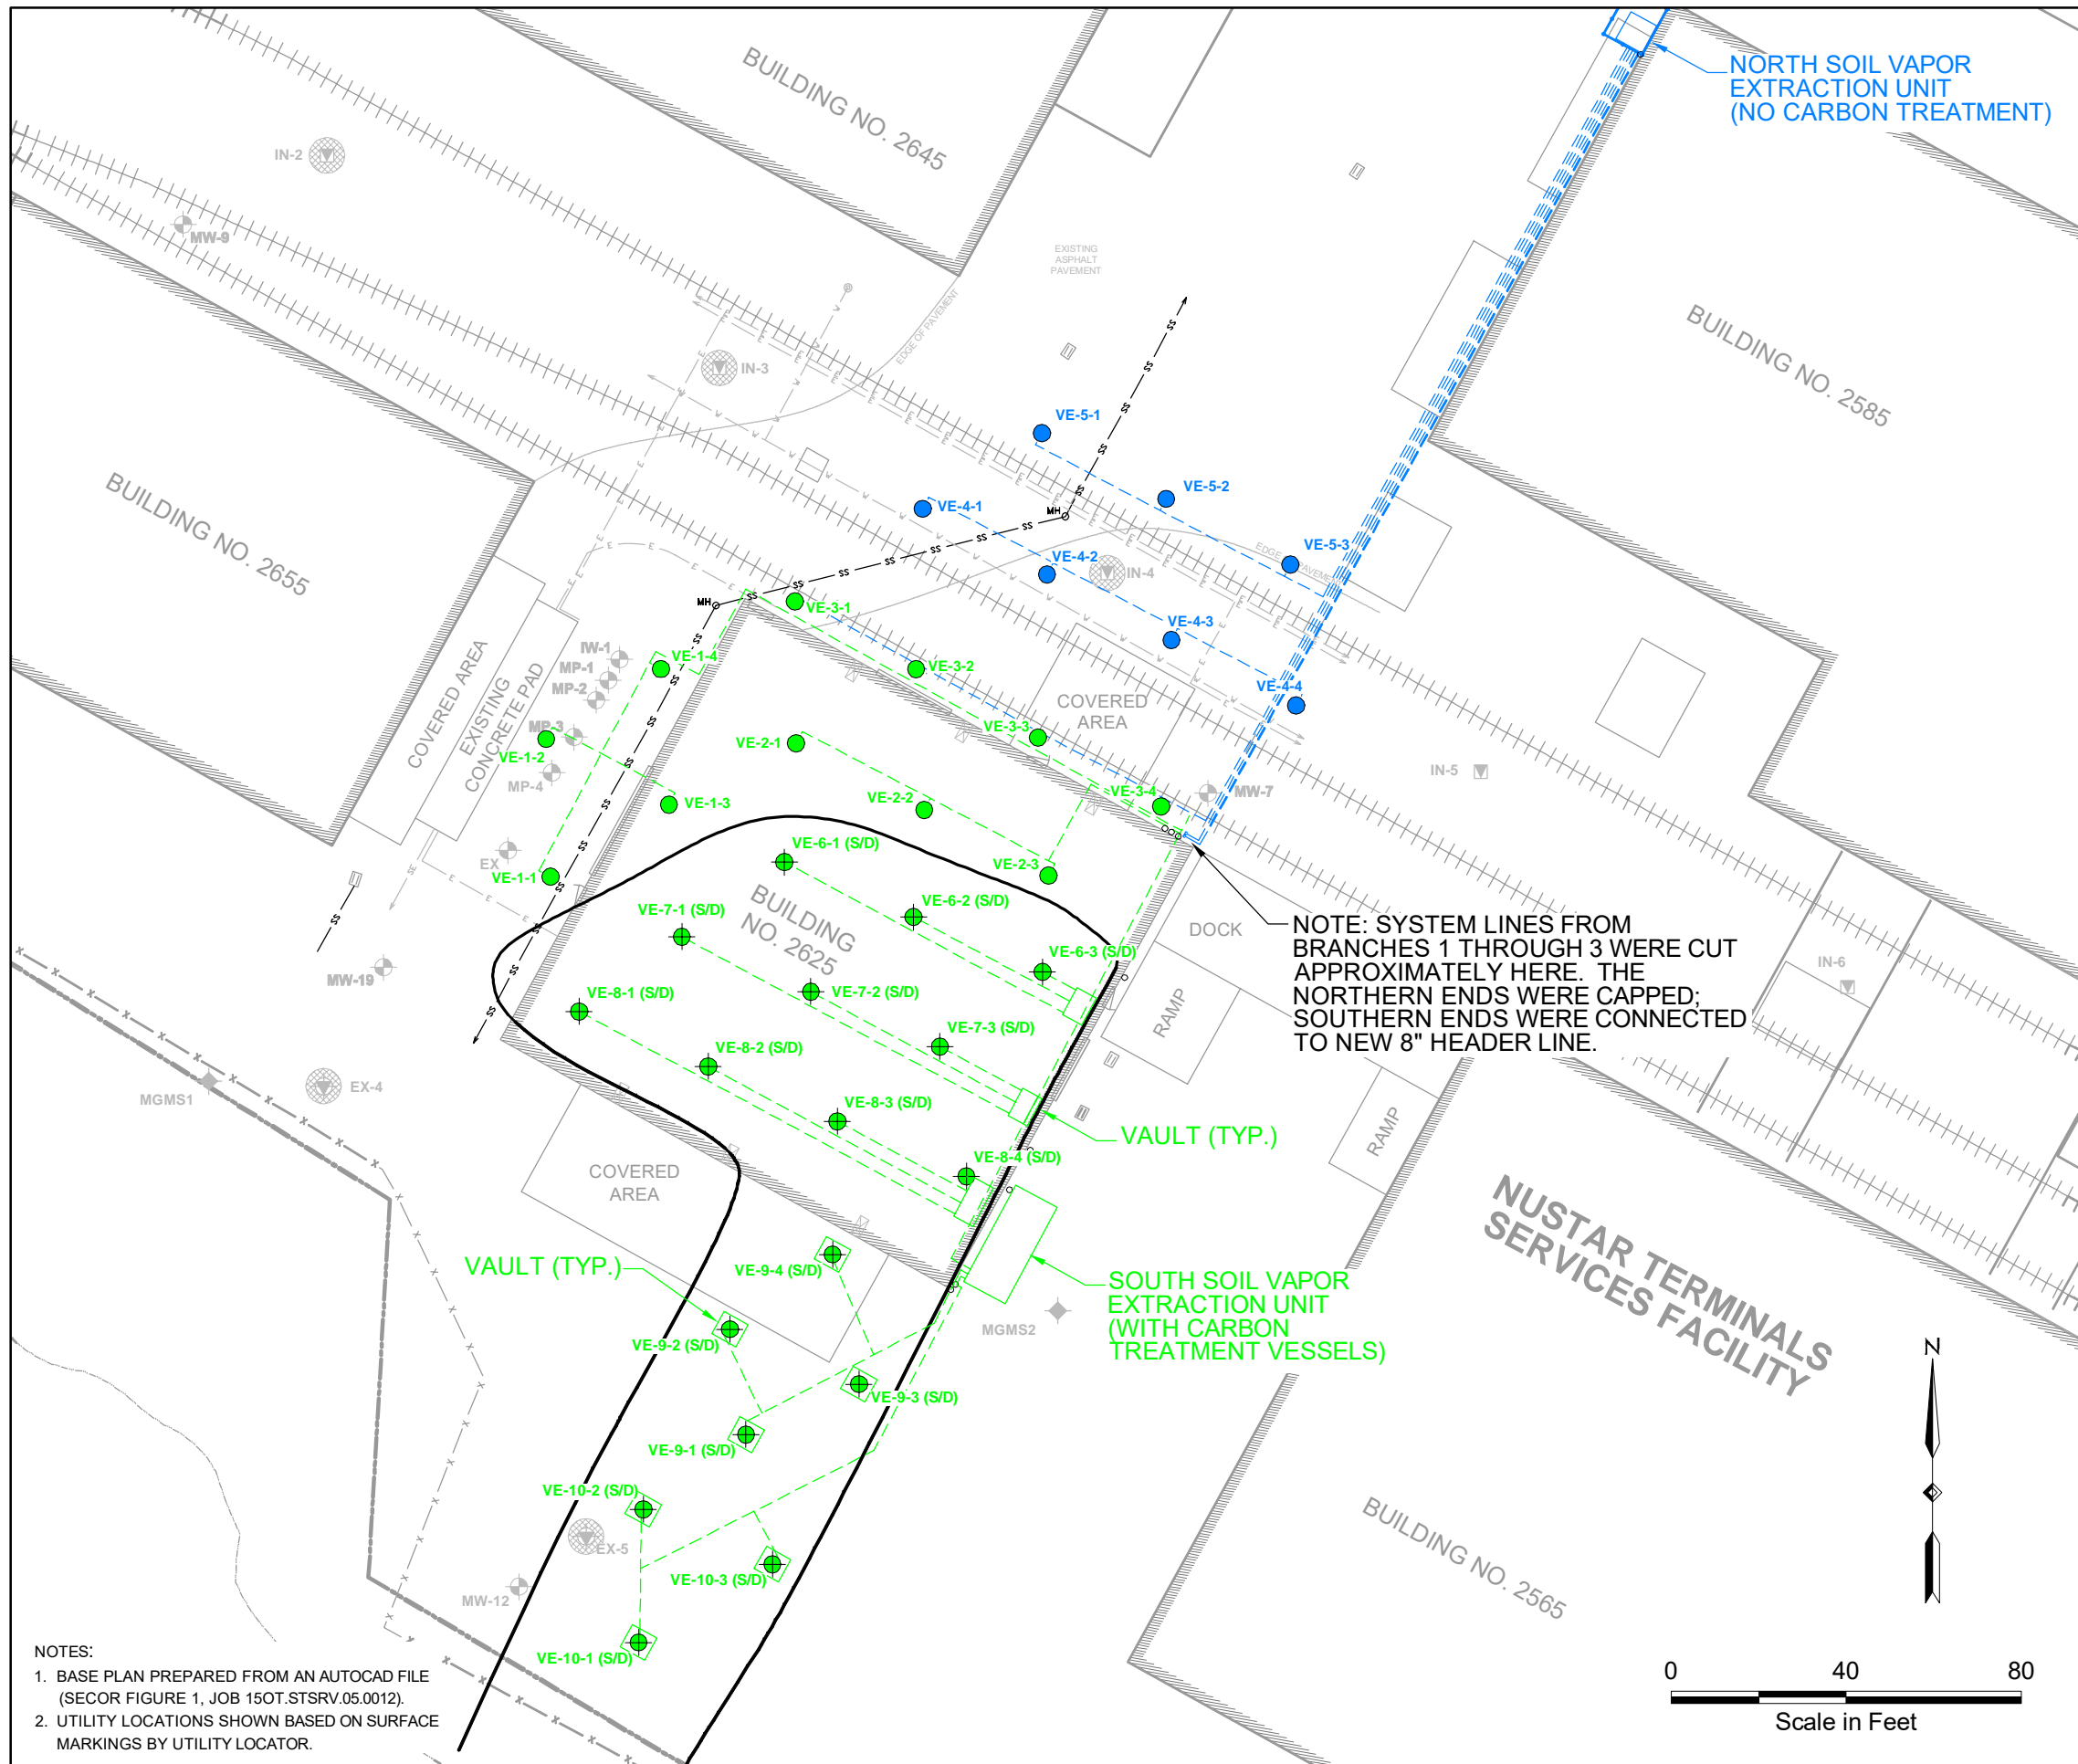 BUILDING NO. 2645
NORTH SOIL VAPOR
EXTRACTION UNIT
(NO CARBON TREATMENT)
IN-2
MW-9
EXISTING
ASPHALT
PAVEMENT
EDGE OF PAVEMENT
BUILDING NO. 2585
IN-3
VE-5-1
VE-5-2
VE-4-1
MH
VE-5-3
VE-4-2
IN-4
EDGE
PAVEMENT
BUILDING NO. 2655
MH
VE-3-1
VE-4-3
IW-1
MP-1
MP-2
VE-1-4
VE-3-2
VE-4-4
COVERED AREA
EXISTING
CONCRETE PAD
COVERED
AREA
MP-3
VE-1-2
VE-2-1
VE-3-3
MP-4
IN-5
VE-1-3
VE-2-2
VE-3-4
MW-7
EX
VE-1-1
VE-6-1 (S/D)
VE-2-3
BUILDING
NO. 2625
VE-7-1 (S/D)
VE-6-2 (S/D)
DOCK
NOTE: SYSTEM LINES FROM
BRANCHES 1 THROUGH 3 WERE CUT
APPROXIMATELY HERE. THE
NORTHERN ENDS WERE CAPPED;
SOUTHERN ENDS WERE CONNECTED
TO NEW 8" HEADER LINE.
VE-6-3 (S/D)
IN-6
MW-19
VE-8-1 (S/D)
VE-7-2 (S/D)
RAMP
VE-7-3 (S/D)
VE-8-2 (S/D)
MGMS1
EX-4
VE-8-3 (S/D)
VAULT (TYP.)
RAMP
COVERED
AREA
VE-8-4 (S/D)
NUSTAR TERMINALS
SERVICES FACILITY
VAULT (TYP.)
VE-9-4 (S/D)
SOUTH SOIL VAPOR
EXTRACTION UNIT
(WITH CARBON
TREATMENT VESSELS)
MGMS2
VE-9-2 (S/D)
N
VE-9-3 (S/D)
VE-9-1 (S/D)
VE-10-2 (S/D)
EX-5
BUILDING NO. 2565
VE-10-3 (S/D)
MW-12
VE-10-1 (S/D)
NOTES:
1. BASE PLAN PREPARED FROM AN AUTOCAD FILE
(SECOR FIGURE 1, JOB 15OT.STSRV.05.0012).
2. UTILITY LOCATIONS SHOWN BASED ON SURFACE
MARKINGS BY UTILITY LOCATOR.
0 40 80
Scale in Feet